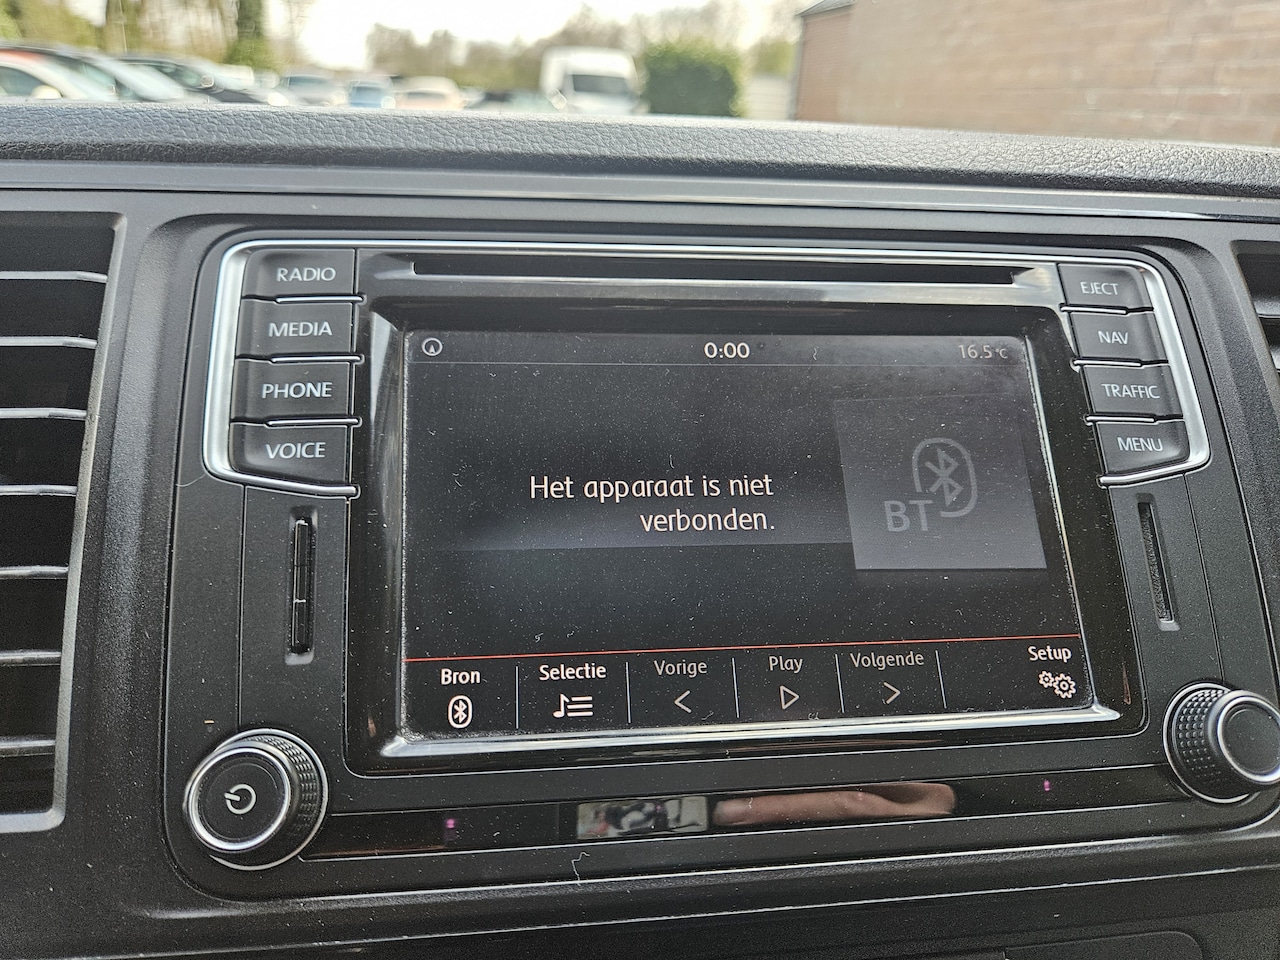 RADIO
MEDIA
PHONE
VOICE
EJECT
NAV
TRAFFIC
MENU
0:00
16.5°C
Het apparaat is niet
verbonden.
BT
Bron
Selectie
Vorige
Play
Volgende
Setup